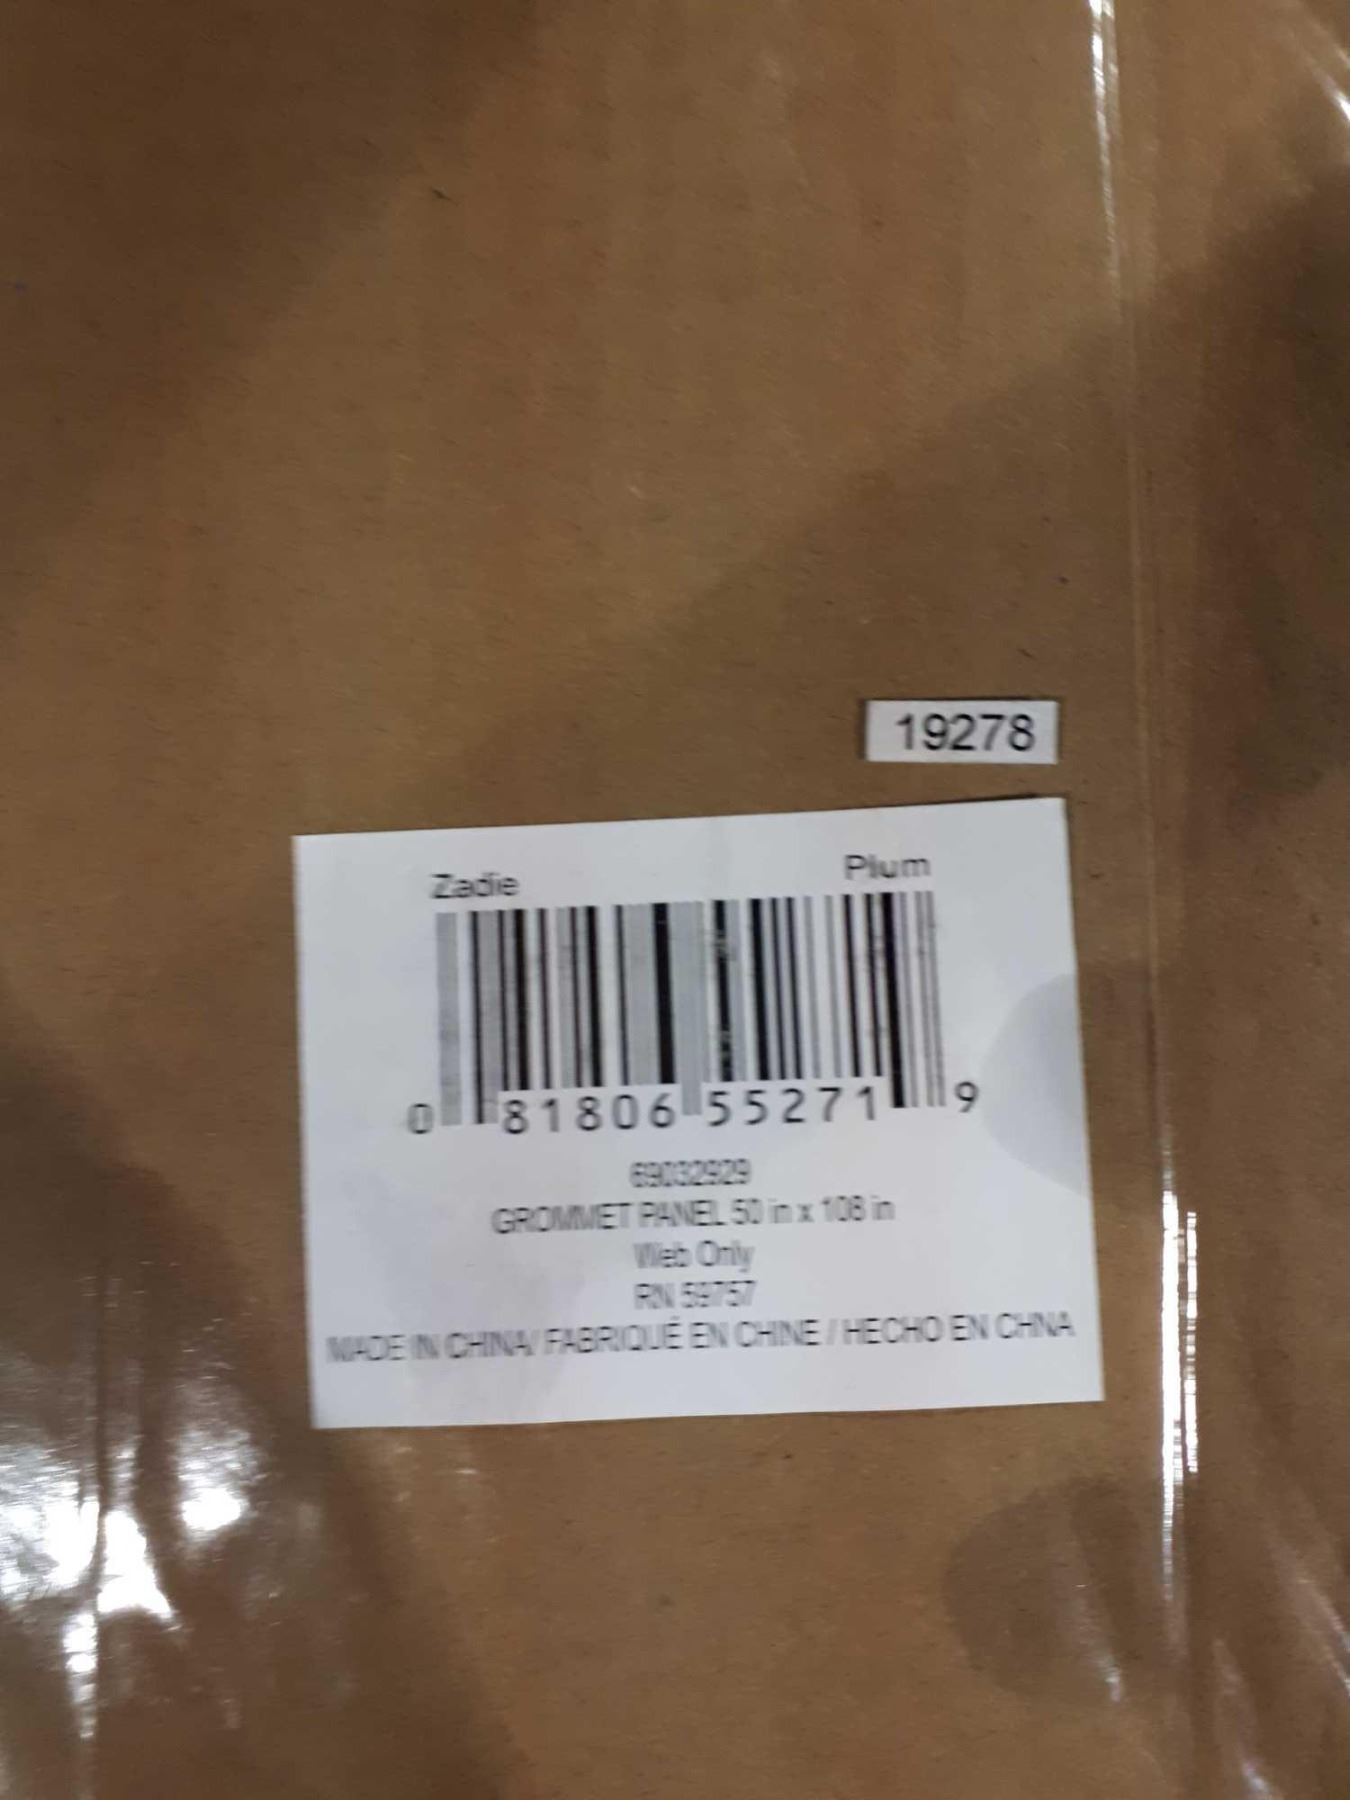 19278
Zadie Plum
0 81806 55271 9
69032929
GROMMET PANEL 50 in x 108 in
Web Only
RN 59757
MADE IN CHINA/ FABRIQUÉ EN CHINE / HECHO EN CHNA